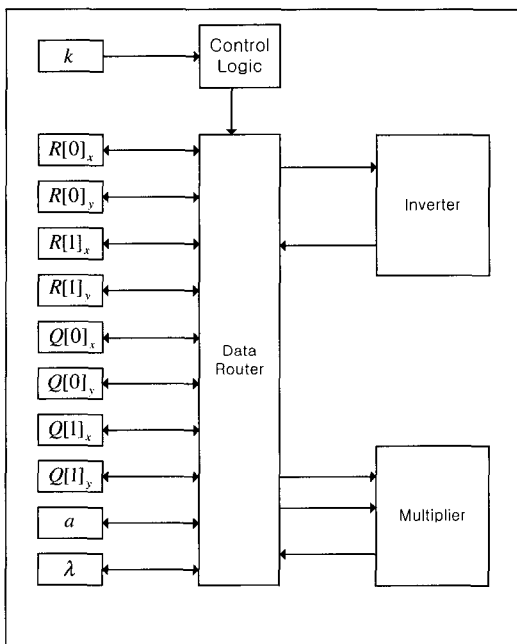 k
Control
Logic
R[0]x
R[0]y
R[1]x
R[1]y
Q[0]x
Q[0]y
Q[1]x
Q[1]y
a
λ
Data
Router
Inverter
Multiplier